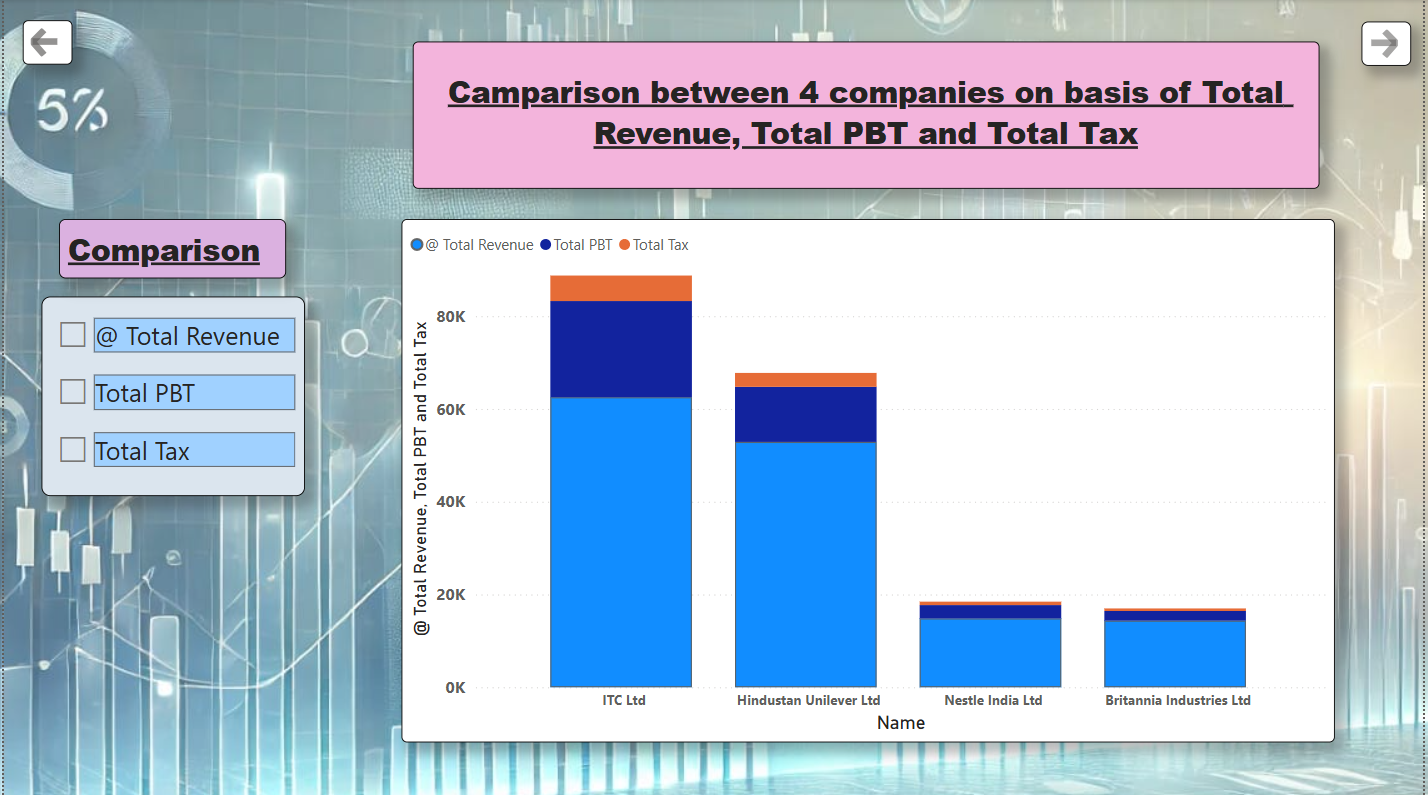 5%
Camparison between 4 companies on basis of Total
Revenue, Total PBT and Total Tax
Comparison
@ Total Revenue
Total PBT
Total Tax
@ Total Revenue Total PBT Total Tax
@ Total Revenue, Total PBT and Total Tax
80K
60K
40K
20K
0K
ITC Ltd Hindustan Unilever Ltd Nestle India Ltd Britannia Industries Ltd
Name